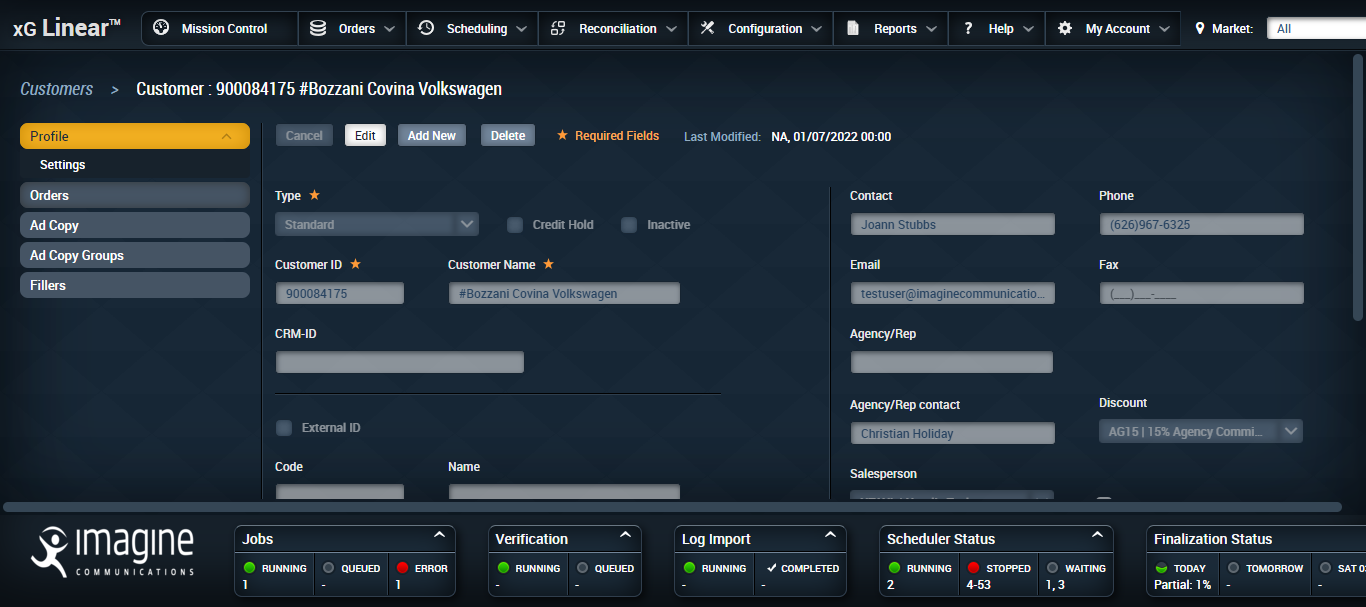 xG Linear™
Mission Control
Orders
Scheduling
Reconciliation
Configuration
Reports
? Help
My Account
Market:
All
Customers > Customer : 900084175 #Bozzani Covina Volkswagen
Profile
Settings
Orders
Ad Copy
Ad Copy Groups
Fillers
Cancel
Edit
Add New
Delete
★ Required Fields
Last Modified: NA, 01/07/2022 00:00
Type ★
Standard
Credit Hold
Inactive
Customer ID ★
Customer Name ★
900084175
#Bozzani Covina Volkswagen
CRM-ID
External ID
Code
Name
Contact
Phone
Joann Stubbs
(626)967-6325
Email
Fax
testuser@imaginecommunicatio...
(___)___-____
Agency/Rep
Agency/Rep contact
Discount
Christian Holiday
AG15 | 15% Agency Commi...
Salesperson
imagine
COMMUNICATIONS
Jobs
RUNNING
1
QUEUED
-
ERROR
1
Verification
RUNNING
-
QUEUED
-
Log Import
RUNNING
-
COMPLETED
-
Scheduler Status
RUNNING
2
STOPPED
4-53
WAITING
1, 3
Finalization Status
TODAY
Partial: 1%
TOMORROW
-
SAT 03
-